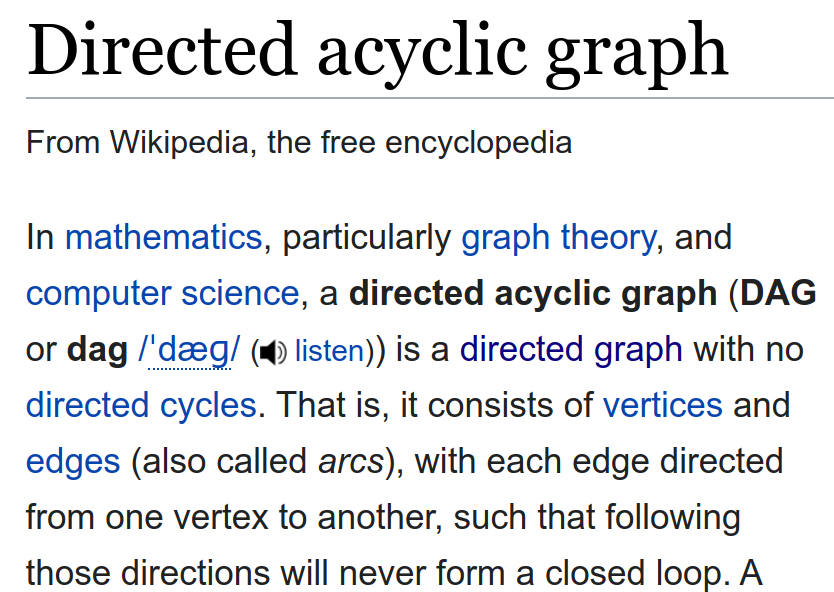 Directed acyclic graph
From Wikipedia, the free encyclopedia
In mathematics, particularly graph theory, and
computer science, a directed acyclic graph (DAG
or dag /ˈdæɡ/ (listen)) is a directed graph with no
directed cycles. That is, it consists of vertices and
edges (also called arcs), with each edge directed
from one vertex to another, such that following
those directions will never form a closed loop. A